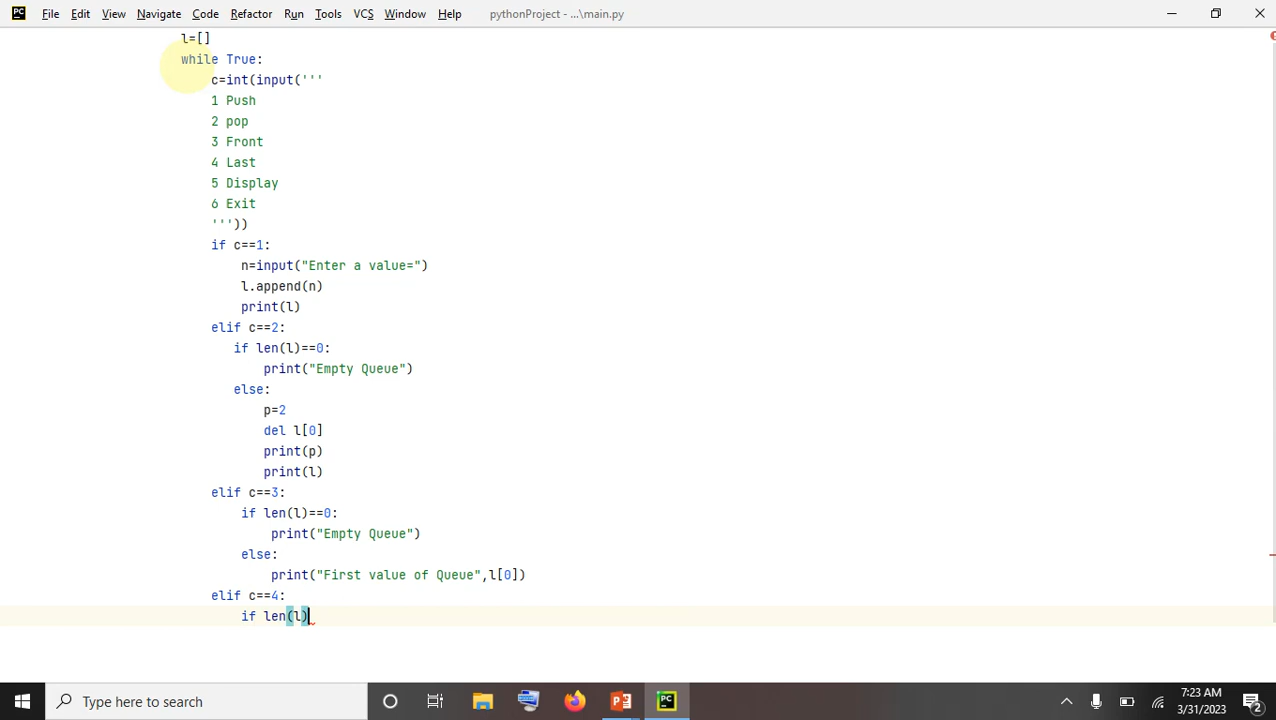 PC File Edit View Navigate Code Refactor Run Tools VCS Window Help pythonProject - ...\main.py
l=[]
while True:
    c=int(input('''
    1 Push
    2 pop
    3 Front
    4 Last
    5 Display
    6 Exit
    '''))
    if c==1:
        n=input("Enter a value=")
        l.append(n)
        print(l)
    elif c==2:
       if len(l)==0:
           print("Empty Queue")
       else:
           p=2
           del l[0]
           print(p)
           print(l)
    elif c==3:
        if len(l)==0:
            print("Empty Queue")
        else:
            print("First value of Queue",l[0])
    elif c==4:
        if len(l)
Type here to search
PC
7:23 AM
3/31/2023
2